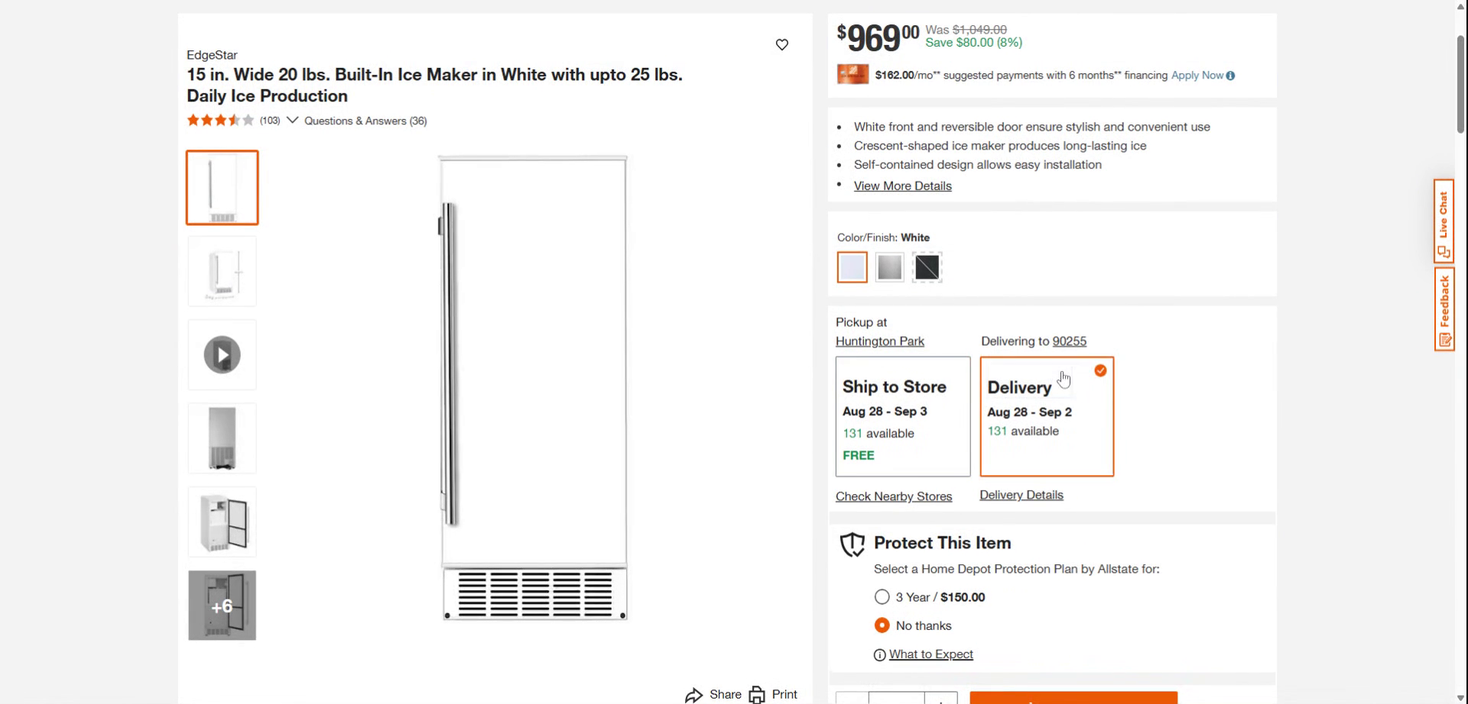 EdgeStar
15 in. Wide 20 lbs. Built-In Ice Maker in White with upto 25 lbs.
Daily Ice Production
(103)
Questions & Answers (36)
+6
Share
Print
$969.00
Was $1,049.00
Save $80.00 (8%)
$162.00/mo** suggested payments with 6 months** financing Apply Now
• White front and reversible door ensure stylish and convenient use
• Crescent-shaped ice maker produces long-lasting ice
• Self-contained design allows easy installation
• View More Details
Color/Finish: White
Pickup at
Huntington Park
Delivering to 90255
Ship to Store
Aug 28 - Sep 3
131 available
FREE
Delivery
Aug 28 - Sep 2
131 available
Check Nearby Stores
Delivery Details
Protect This Item
Select a Home Depot Protection Plan by Allstate for:
3 Year / $150.00
No thanks
What to Expect
Live Chat
Feedback